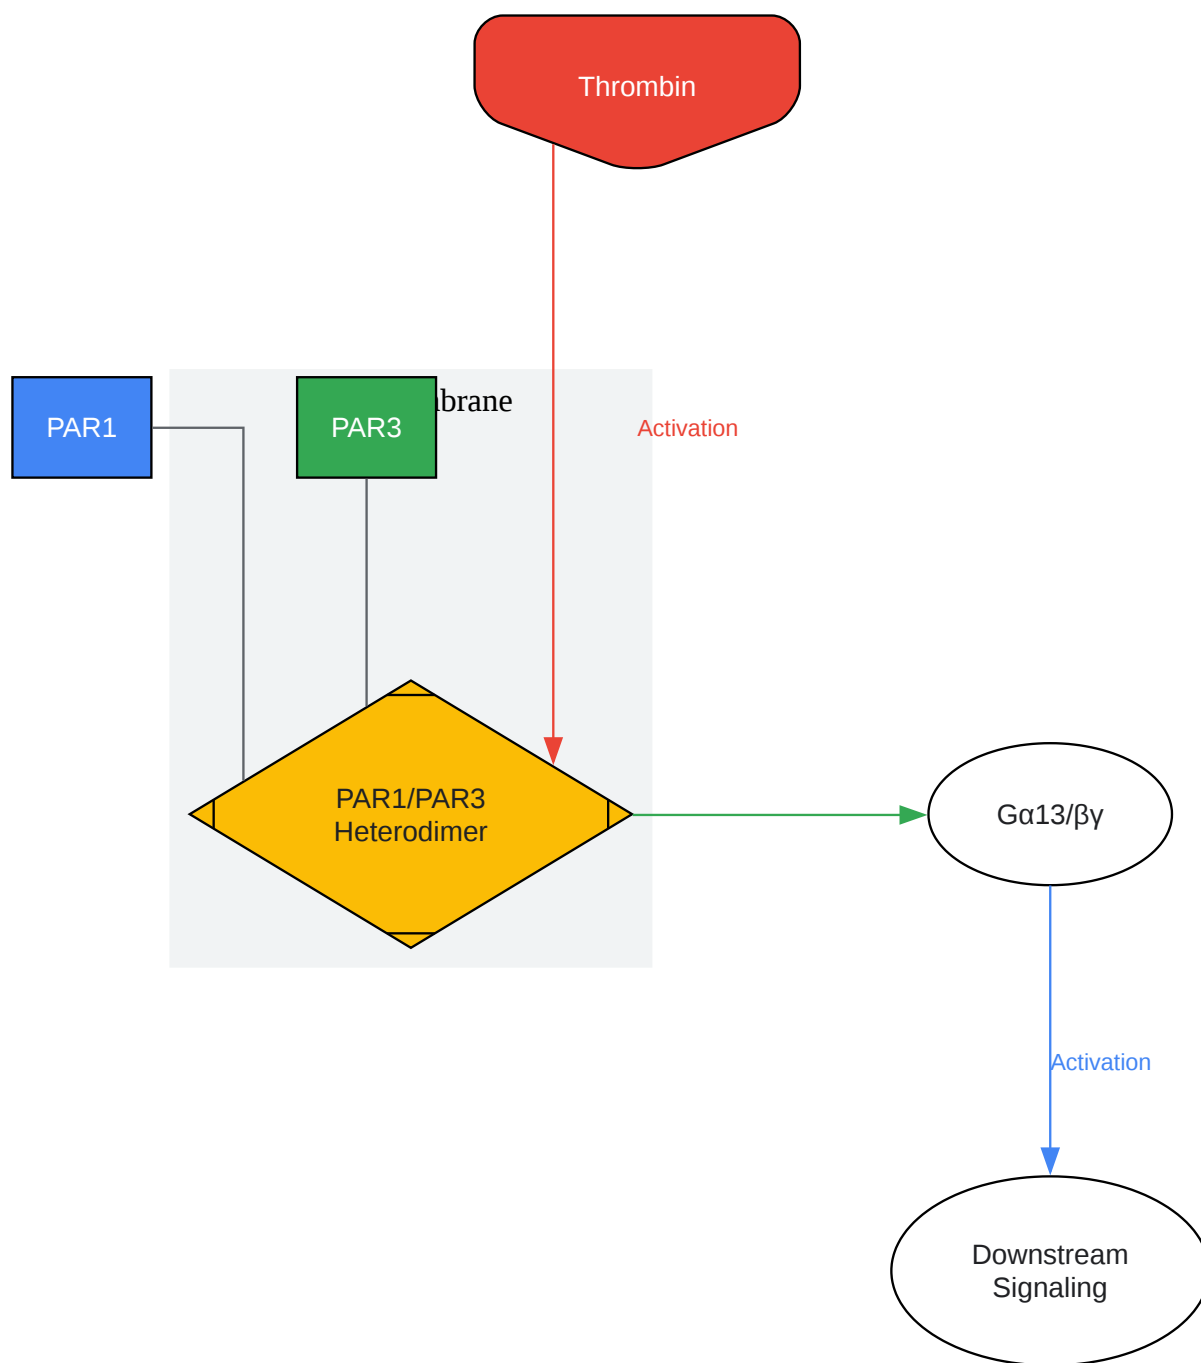 Thrombin
PAR1
PAR3
brane
Activation
PAR1/PAR3
Heterodimer
Gα13/βγ
Activation
Downstream
Signaling